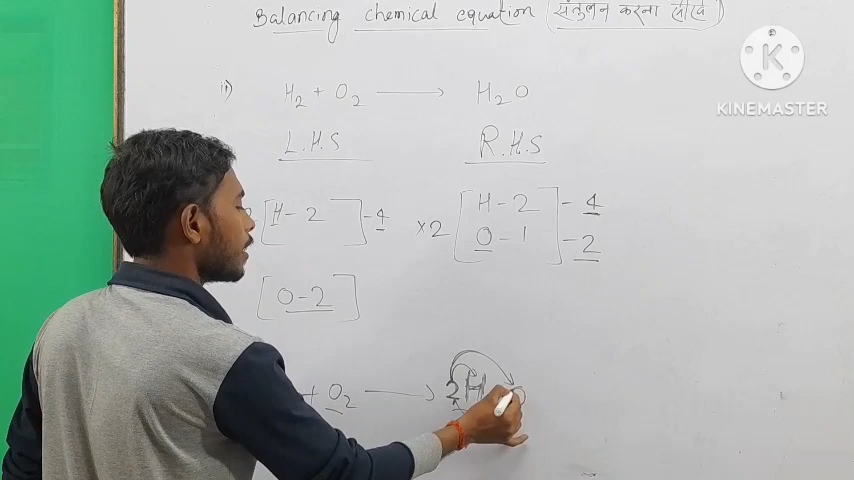 Balancing chemical equation (संतुलन करना सीखें)
KINEMASTER
ii) H₂ + O₂ ⟶ H₂O
L.H.S R.H.S
[H - 2] - 4 ×2 [H - 2] - 4
O - 1 - 2
[O - 2]
+ O₂ ⟶ 2H O